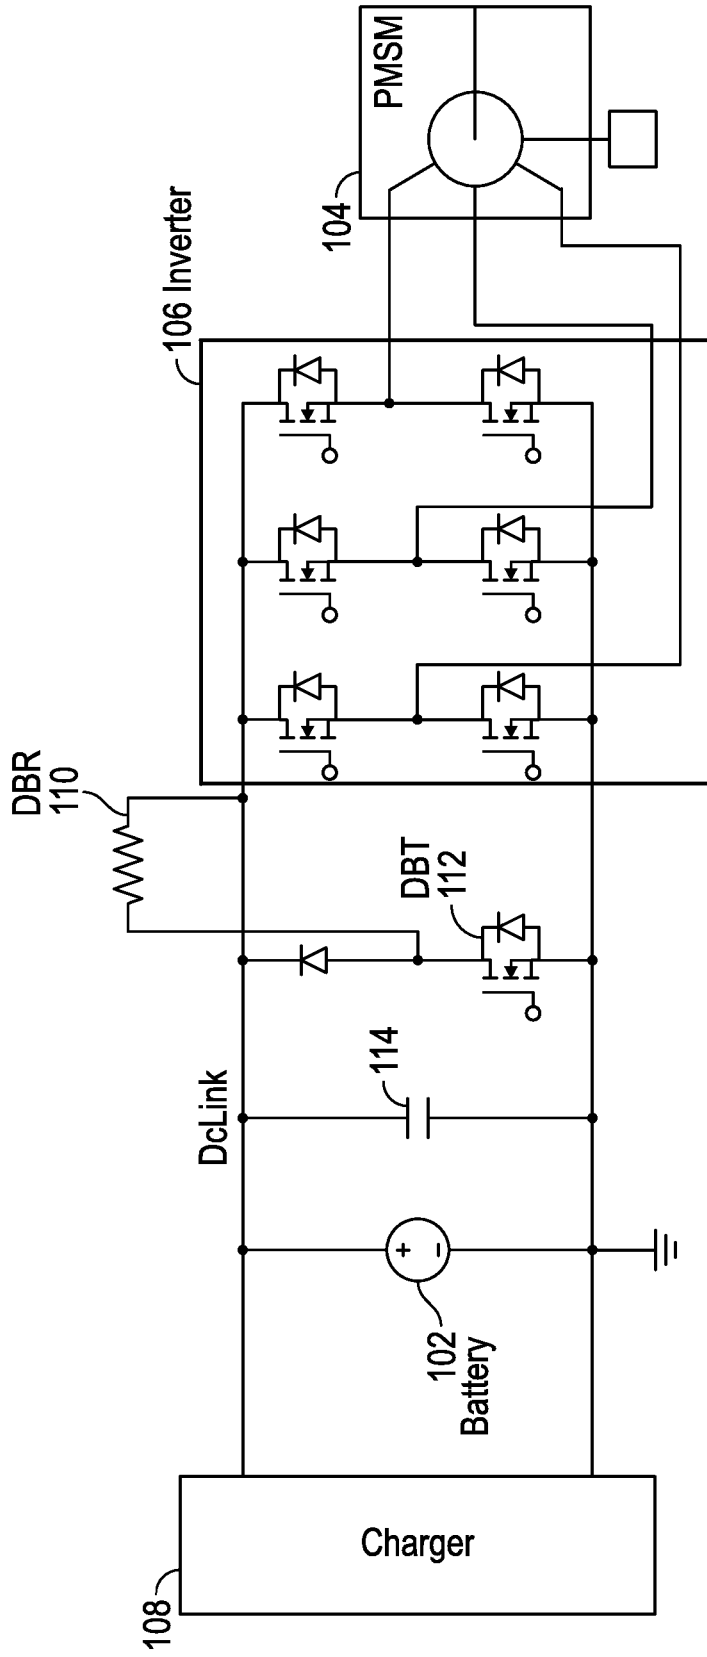 108
Charger
102
Battery
+
−
DcLink
114
DBR
110
DBT
112
106 Inverter
104
PMSM